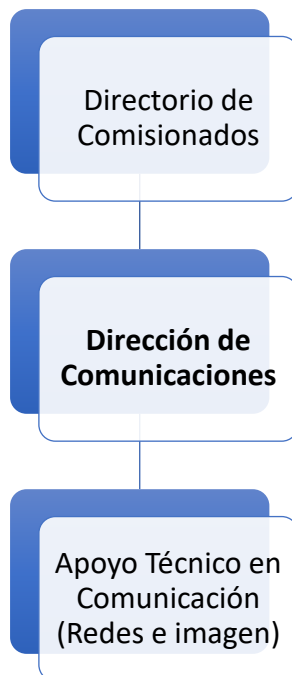 Directorio de
Comisionados
Dirección de
Comunicaciones
Apoyo Técnico en
Comunicación
(Redes e imagen)